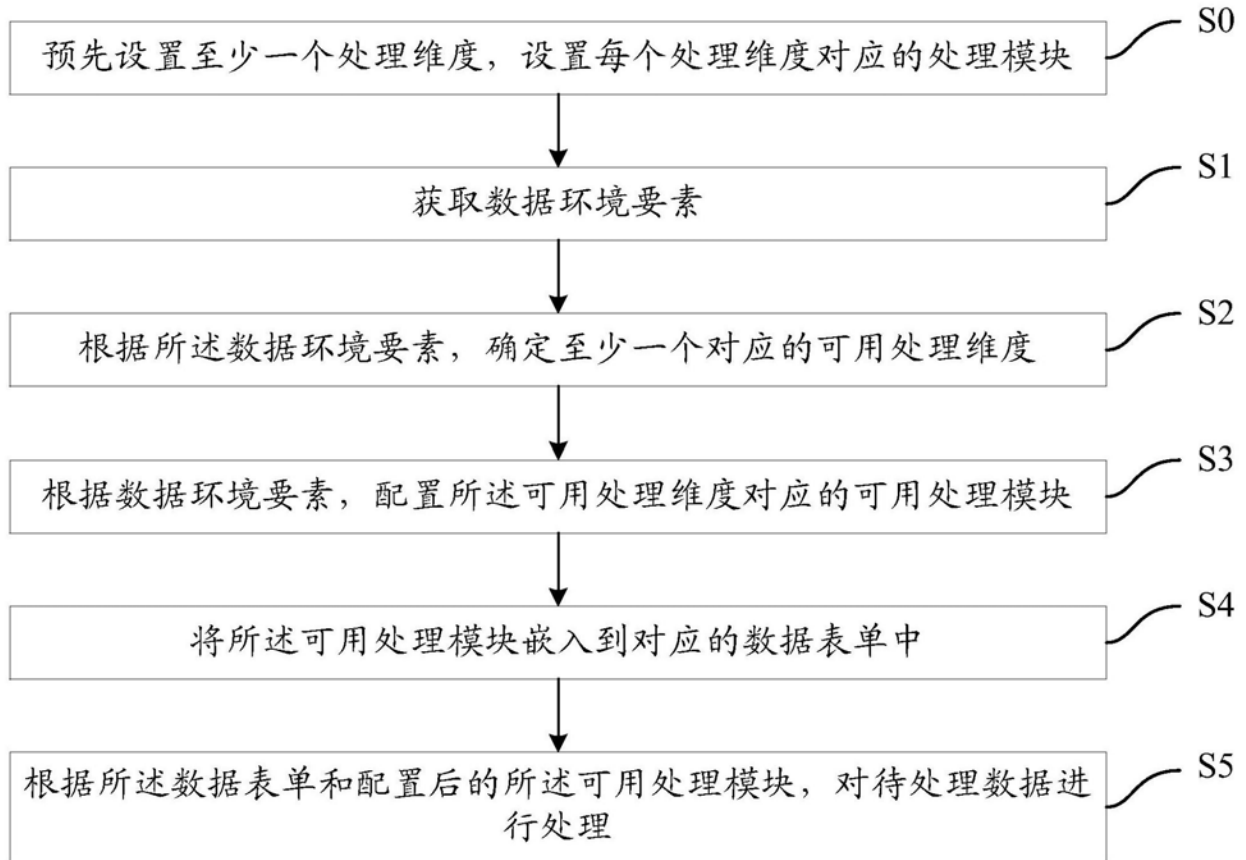 S0
预先设置至少一个处理维度，设置每个处理维度对应的处理模块
S1
获取数据环境要素
S2
根据所述数据环境要素，确定至少一个对应的可用处理维度
S3
根据数据环境要素，配置所述可用处理维度对应的可用处理模块
S4
将所述可用处理模块嵌入到对应的数据表单中
S5
根据所述数据表单和配置后的所述可用处理模块，对待处理数据进
行处理